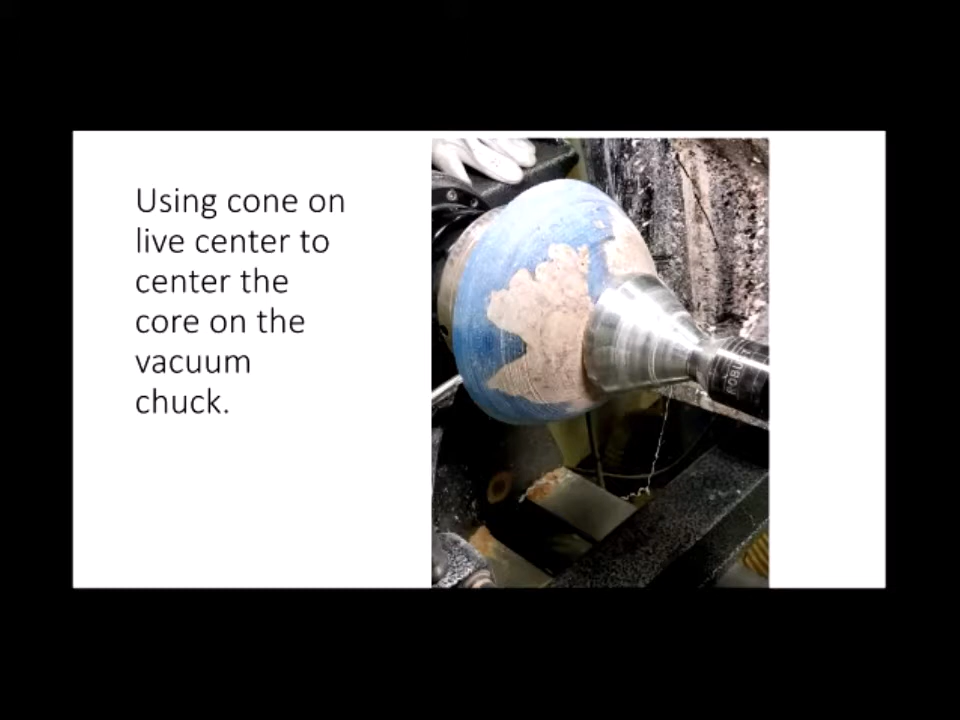 Using cone on
live center to
center the
core on the
vacuum
chuck.